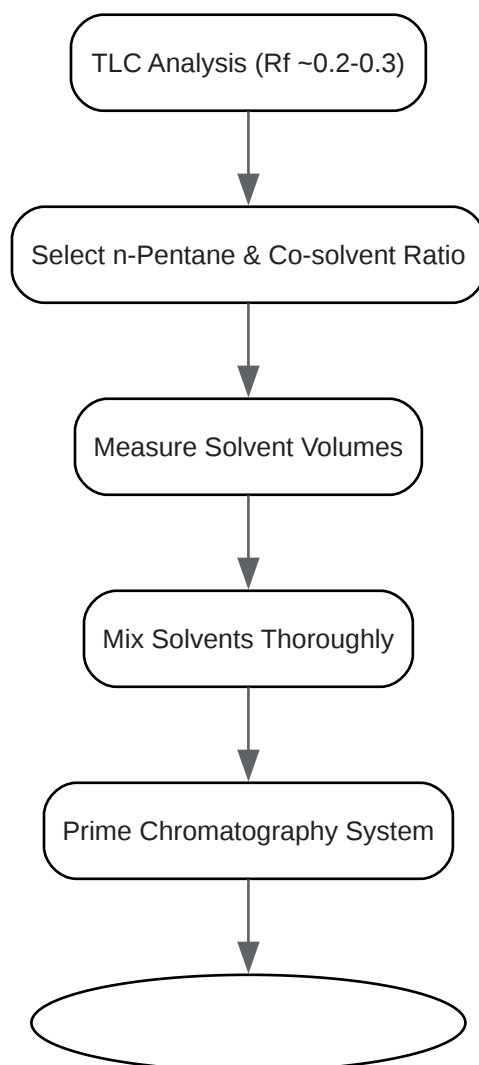 TLC Analysis (Rf ~0.2-0.3)
Select n-Pentane & Co-solvent Ratio
Measure Solvent Volumes
Mix Solvents Thoroughly
Prime Chromatography System